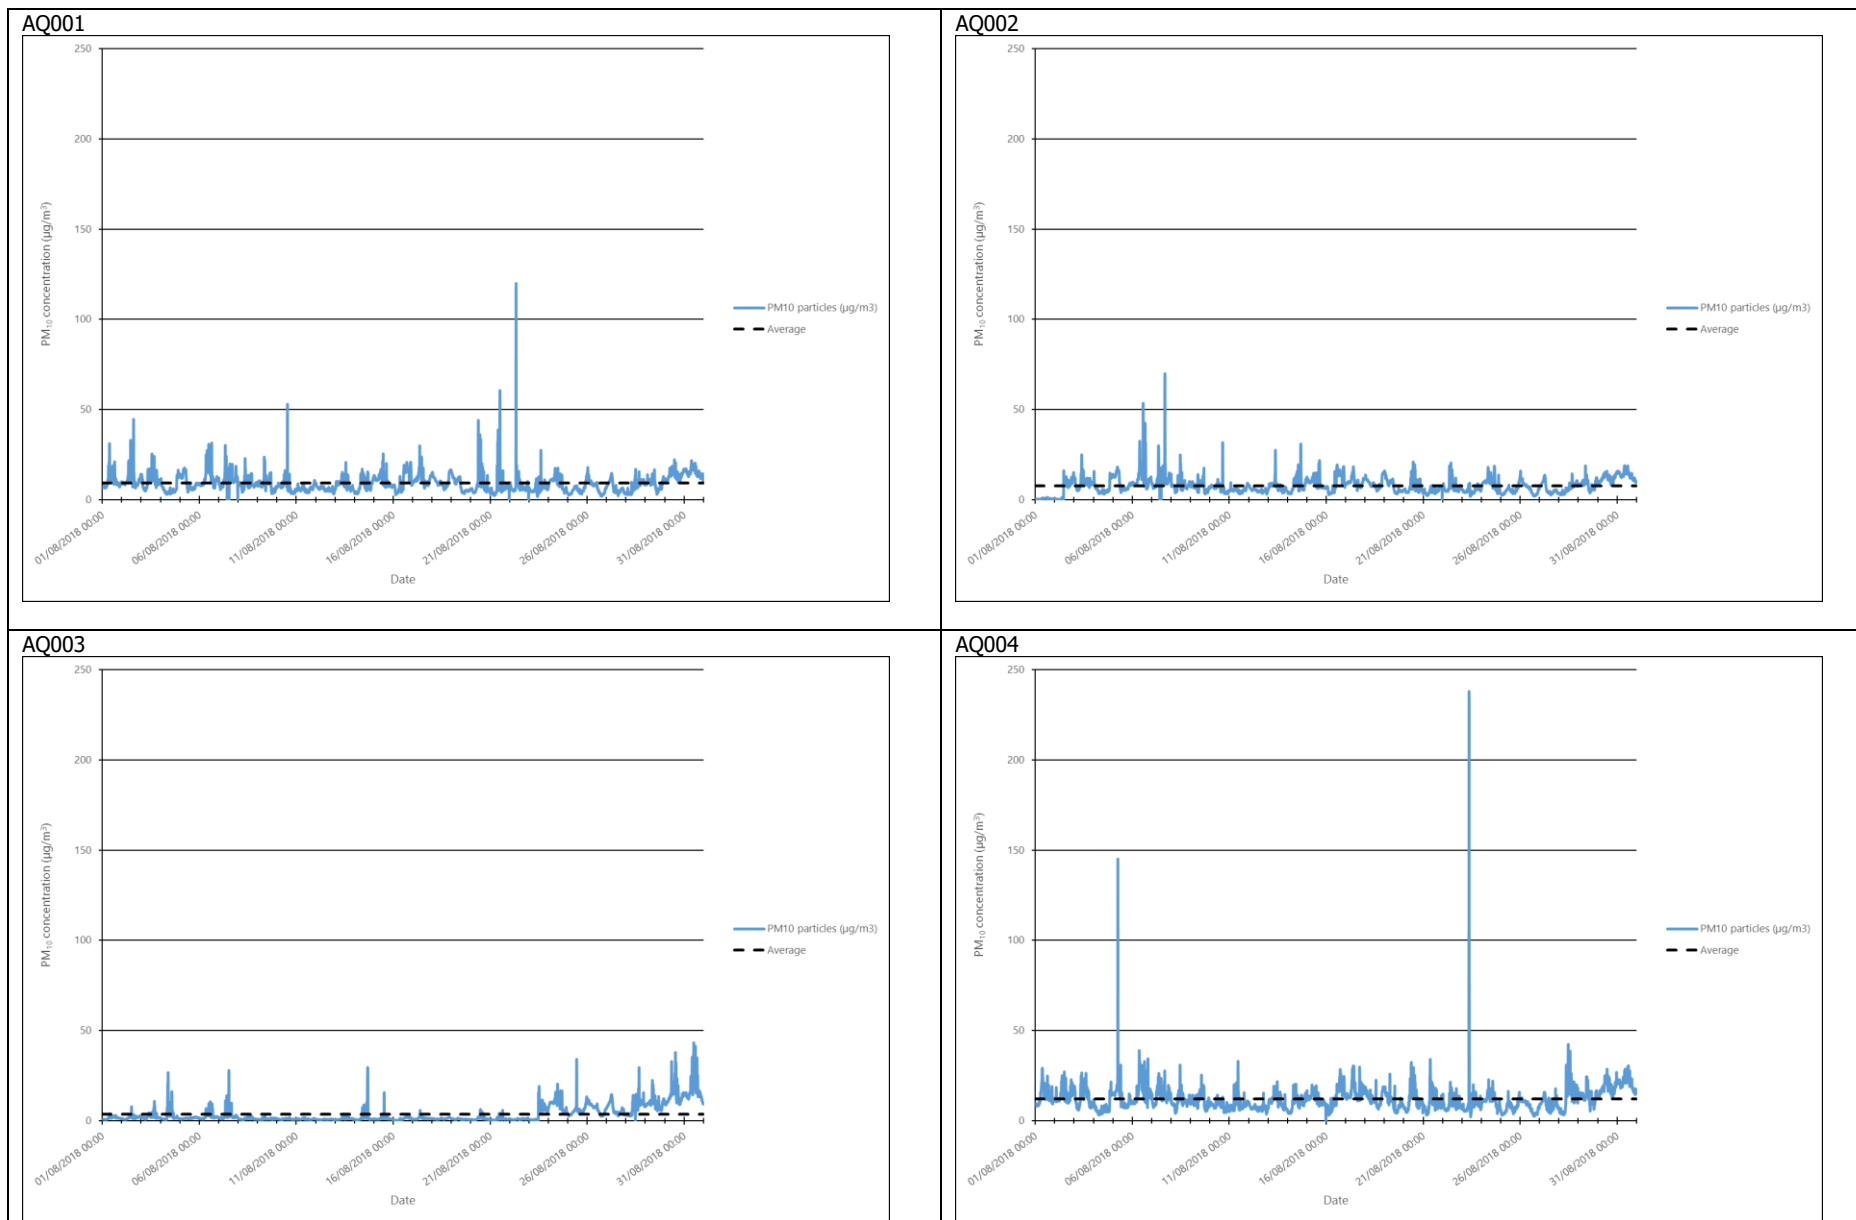 AQ001
250
200
150
100
50
0
PM₁₀ concentration (µg/m³)
01/08/2018 00:00
06/08/2018 00:00
11/08/2018 00:00
16/08/2018 00:00
21/08/2018 00:00
26/08/2018 00:00
31/08/2018 00:00
Date
PM10 particles (µg/m3)
Average
AQ002
250
200
150
100
50
0
PM₁₀ concentration (µg/m³)
01/08/2018 00:00
06/08/2018 00:00
11/08/2018 00:00
16/08/2018 00:00
21/08/2018 00:00
26/08/2018 00:00
31/08/2018 00:00
Date
PM10 particles (µg/m3)
Average
AQ003
250
200
150
100
50
0
PM₁₀ concentration (µg/m³)
01/08/2018 00:00
06/08/2018 00:00
11/08/2018 00:00
16/08/2018 00:00
21/08/2018 00:00
26/08/2018 00:00
31/08/2018 00:00
Date
PM10 particles (µg/m3)
Average
AQ004
250
200
150
100
50
0
PM₁₀ concentration (µg/m³)
01/08/2018 00:00
06/08/2018 00:00
11/08/2018 00:00
16/08/2018 00:00
21/08/2018 00:00
26/08/2018 00:00
31/08/2018 00:00
Date
PM10 particles (µg/m3)
Average